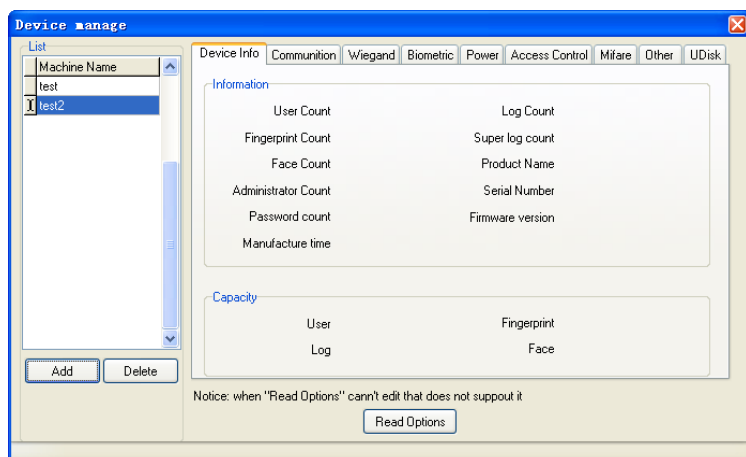 Device manage
List
Machine Name
test
test2
Add
Delete
Device Info Communition Wiegand Biometric Power Access Control Mifare Other UDisk
Information
User Count Log Count
Fingerprint Count Super log count
Face Count Product Name
Administrator Count Serial Number
Password count Firmware version
Manufacture time
Capacity
User Fingerprint
Log Face
Notice: when "Read Options" cann't edit that does not suppout it
Read Options